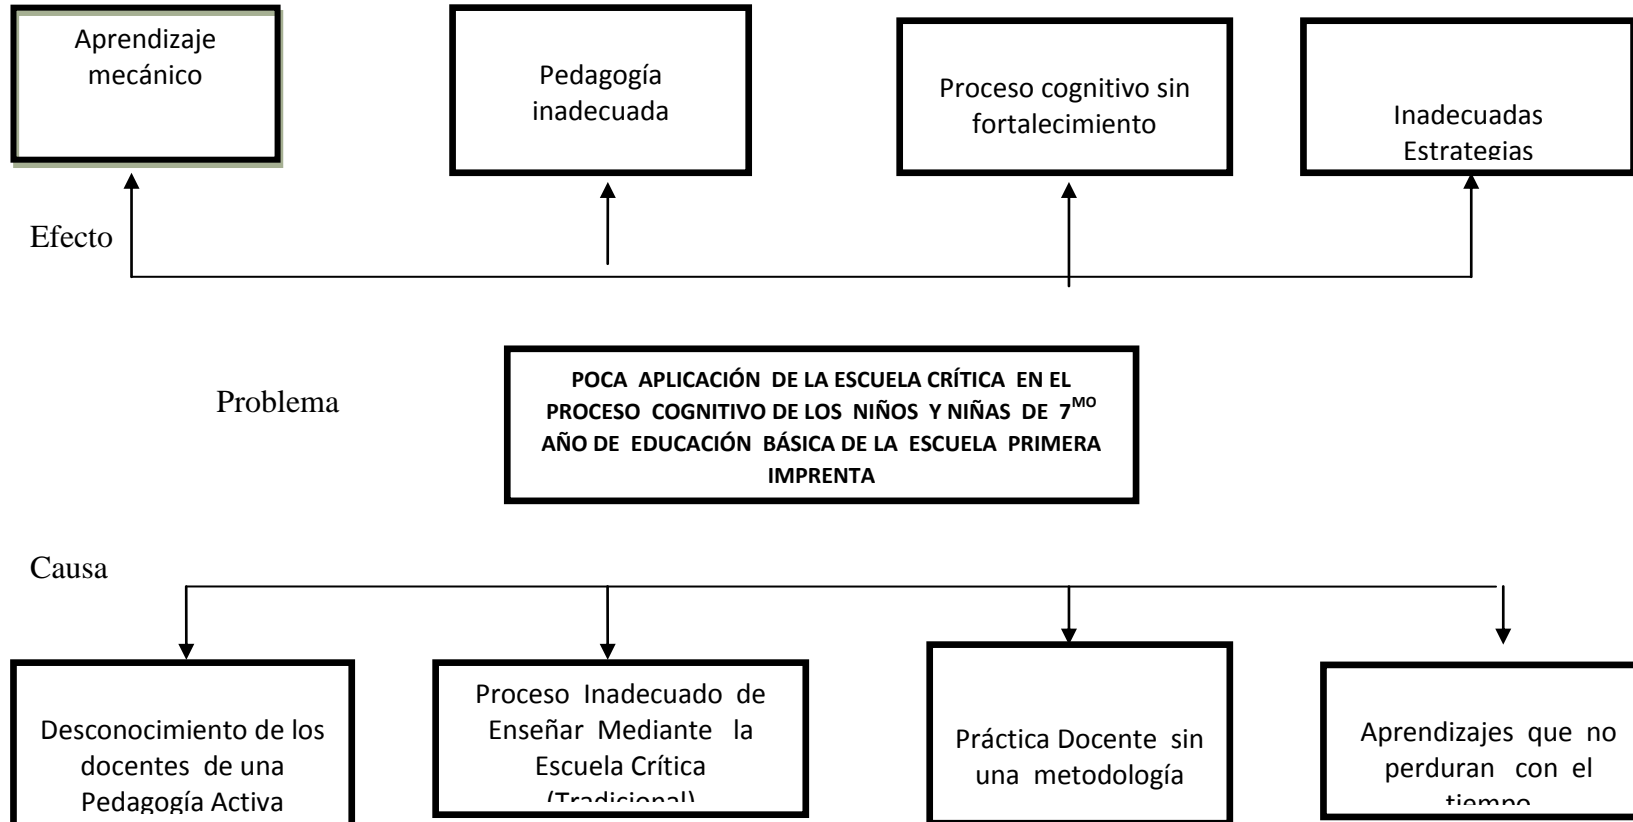 Aprendizaje
mecánico
Pedagogía
inadecuada
Proceso cognitivo sin
fortalecimiento
Inadecuadas
Estrategias
Efecto
Problema
POCA APLICACIÓN DE LA ESCUELA CRÍTICA EN EL
PROCESO COGNITIVO DE LOS NIÑOS Y NIÑAS DE 7MO
AÑO DE EDUCACIÓN BÁSICA DE LA ESCUELA PRIMERA
IMPRENTA
Causa
Desconocimiento de los
docentes de una
Pedagogía Activa
Proceso Inadecuado de
Enseñar Mediante la
Escuela Crítica
(Tradicional)
Práctica Docente sin
una metodología
Aprendizajes que no
perduran con el
tiempo